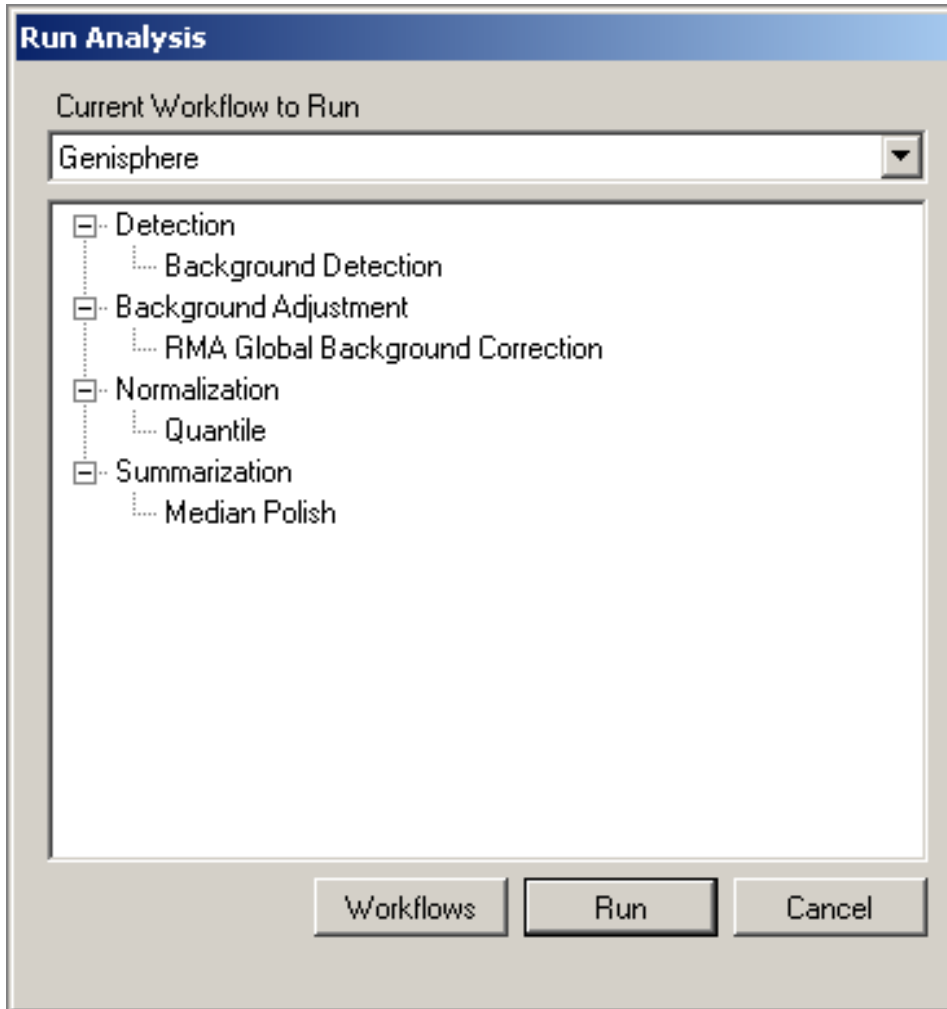 Run Analysis
Current Workflow to Run
Genisphere
Detection
Background Detection
Background Adjustment
RMA Global Background Correction
Normalization
Quantile
Summarization
Median Polish
Workflows Run Cancel